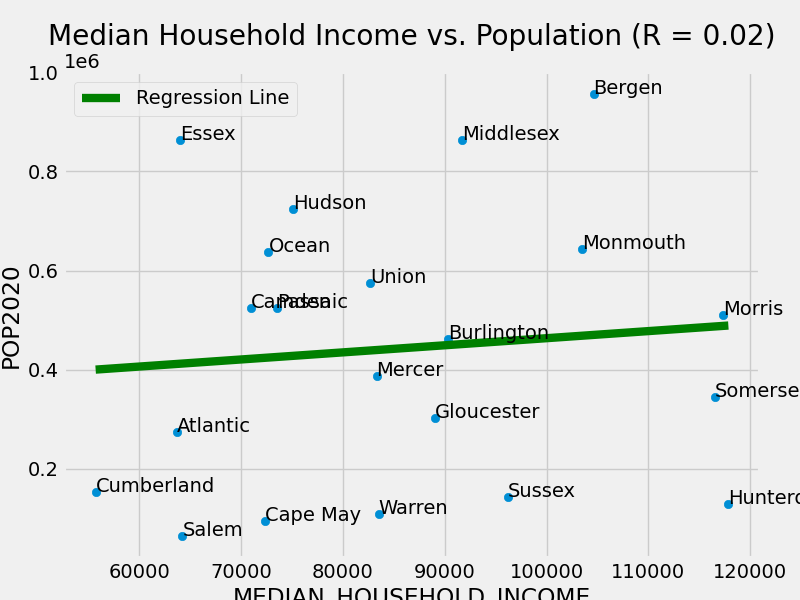 Median Household Income vs. Population (R = 0.02)
1e6
1.0
Regression Line
Bergen
Essex
Middlesex
0.8
Hudson
Ocean
Monmouth
Union
0.6
Camden
Passaic
Morris
Burlington
POP2020
0.4
Mercer
Somerse
Gloucester
Atlantic
0.2
Cumberland
Sussex
Hunterd
Warren
Cape May
Salem
60000 70000 80000 90000 100000 110000 120000
MEDIAN_HOUSEHOLD_INCOME